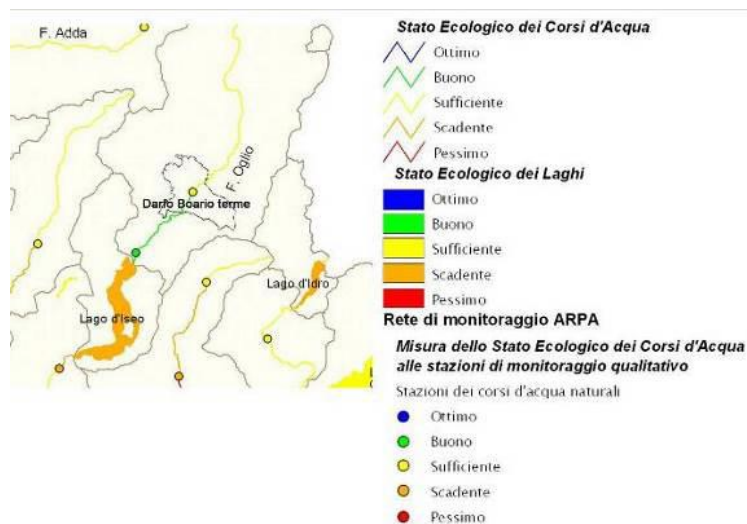 F. Adda
F. Oglio
Darfo Boario terme
Lago d'Iseo
Lago d'Idro
Stato Ecologico dei Corsi d'Acqua
Ottimo
Buono
Sufficiente
Scadente
Pessimo
Stato Ecologico dei Laghi
Ottimo
Buono
Sufficiente
Scadente
Pessimo
Rete di monitoraggio ARPA
Misura dello Stato Ecologico dei Corsi d'Acqua
alle stazioni di monitoraggio qualitativo
Stazioni dei corsi d'acqua naturali
Ottimo
Buono
Sufficiente
Scadente
Pessimo